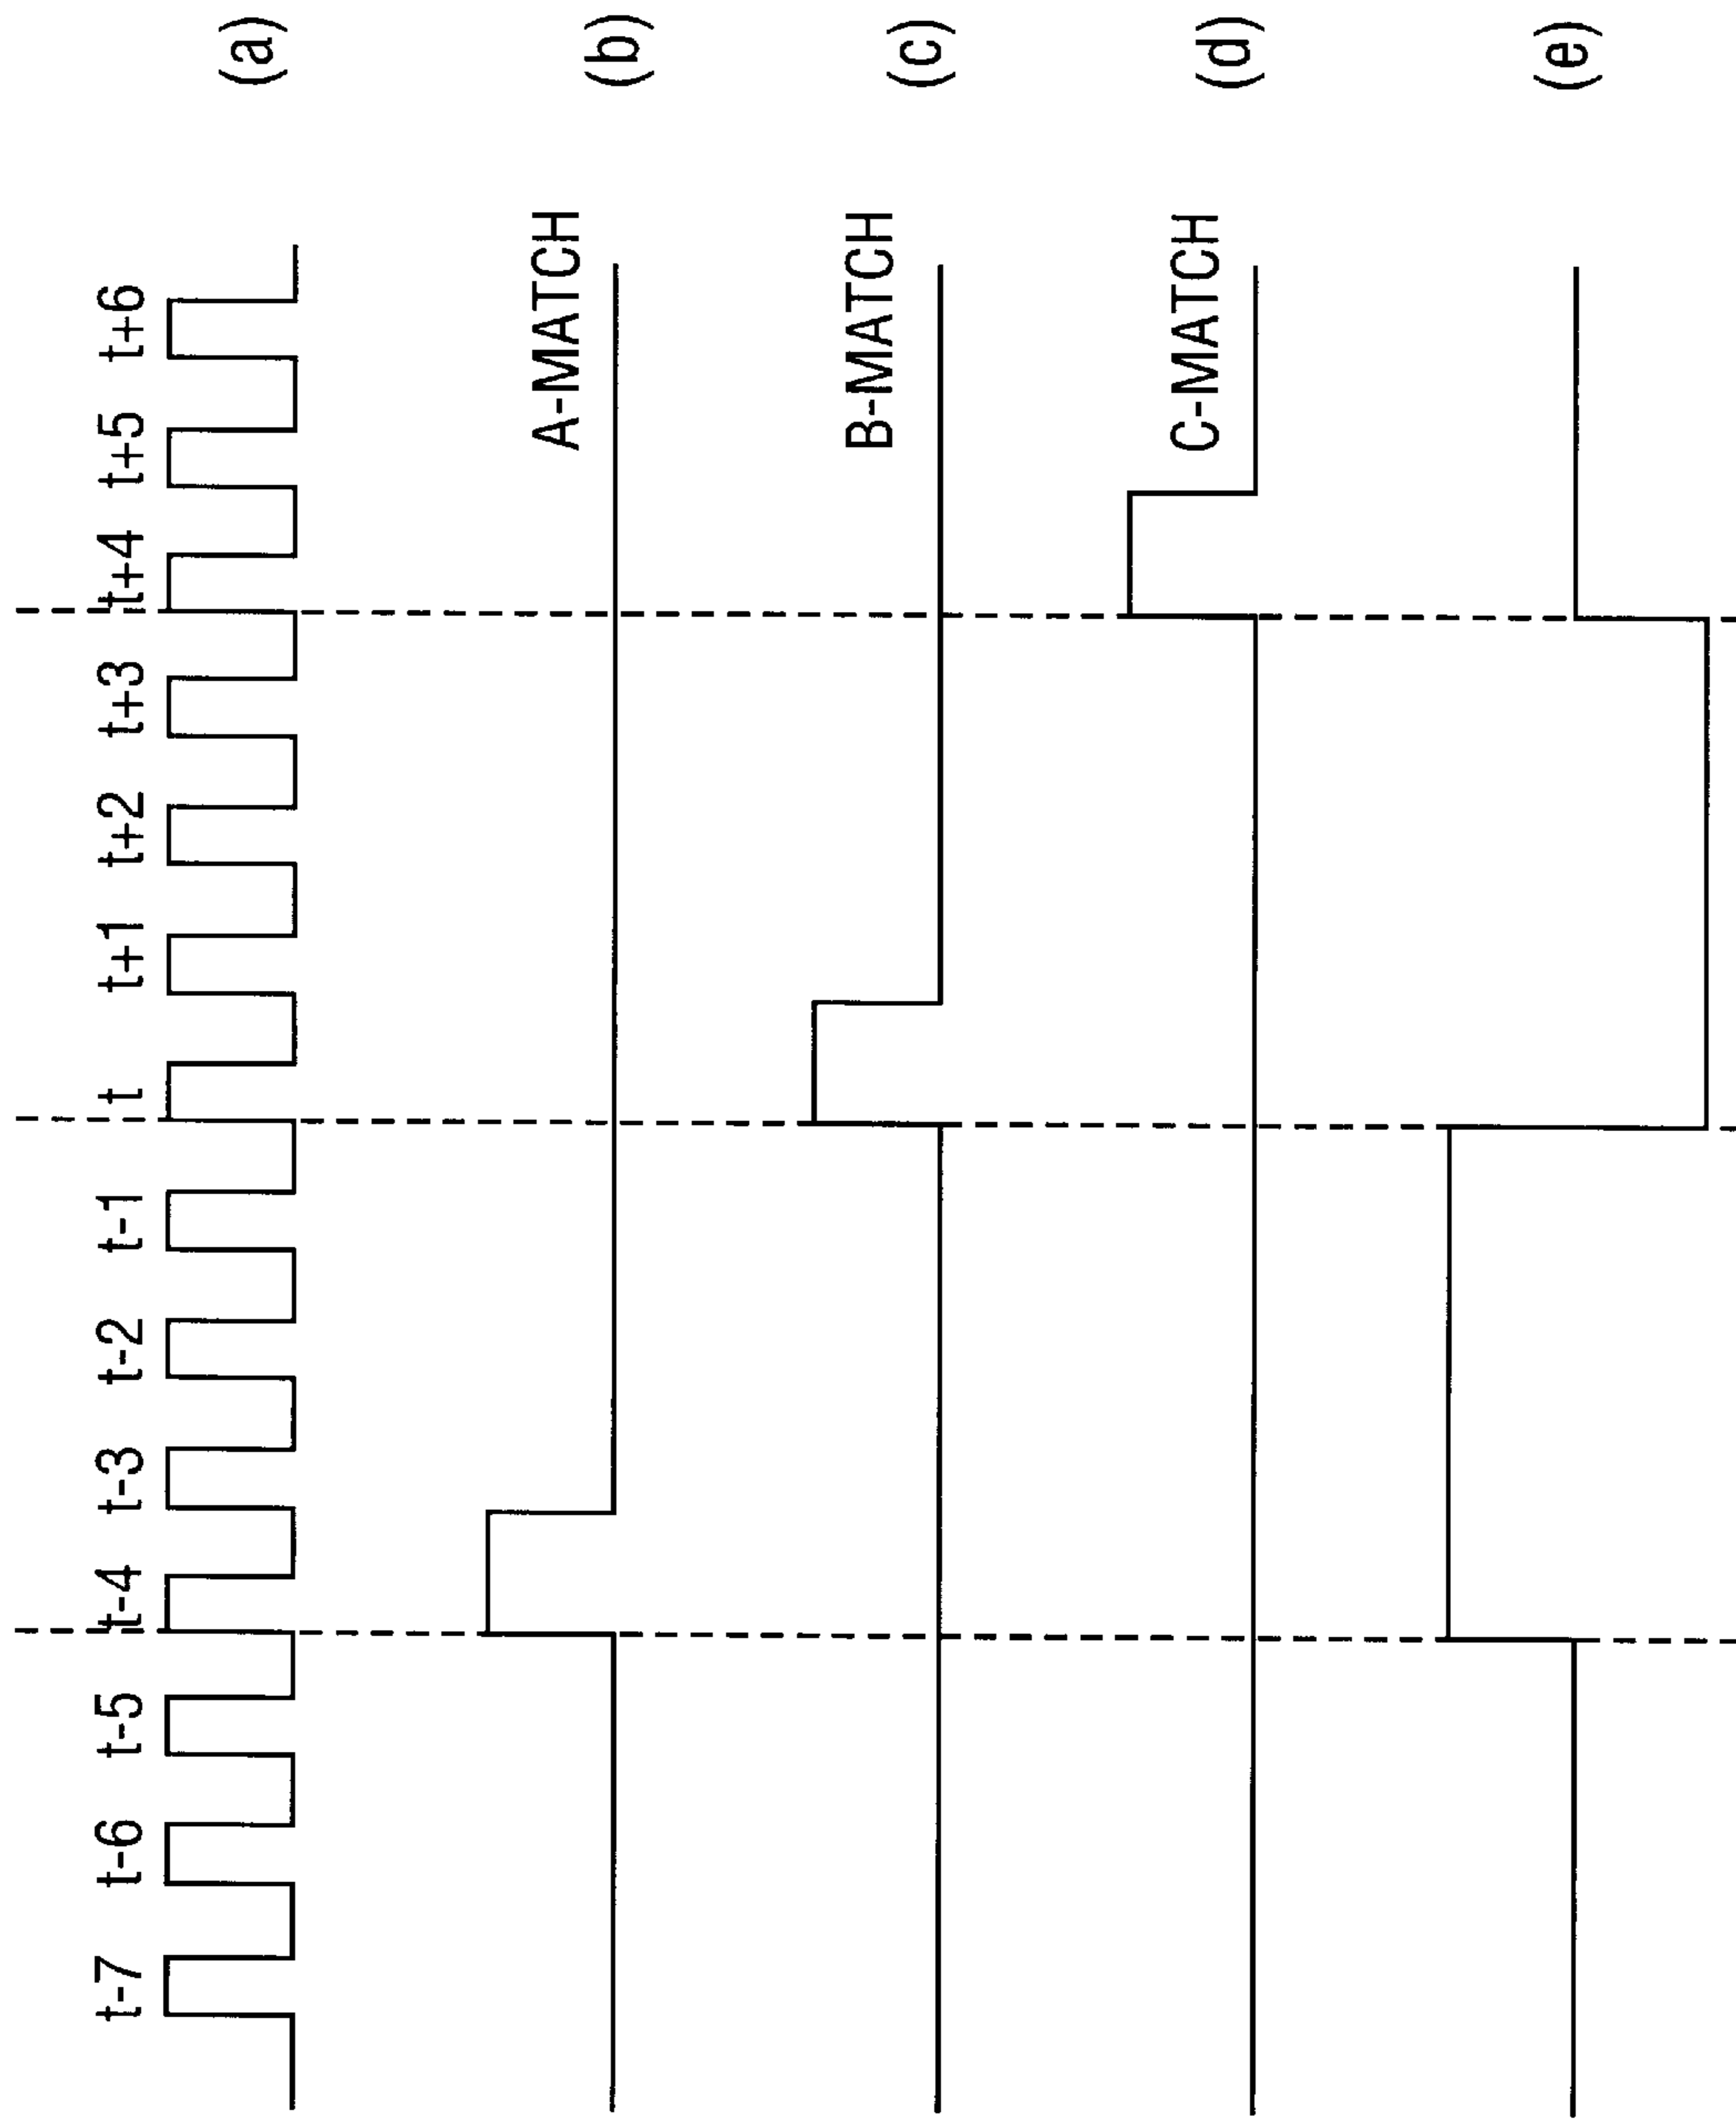 t-7 t-6 t-5 t-4 t-3 t-2 t-1 t t+1 t+2 t+3 t+4 t+5 t+6
(a)
A-MATCH
(b)
B-MATCH
(c)
C-MATCH
(d)
(e)